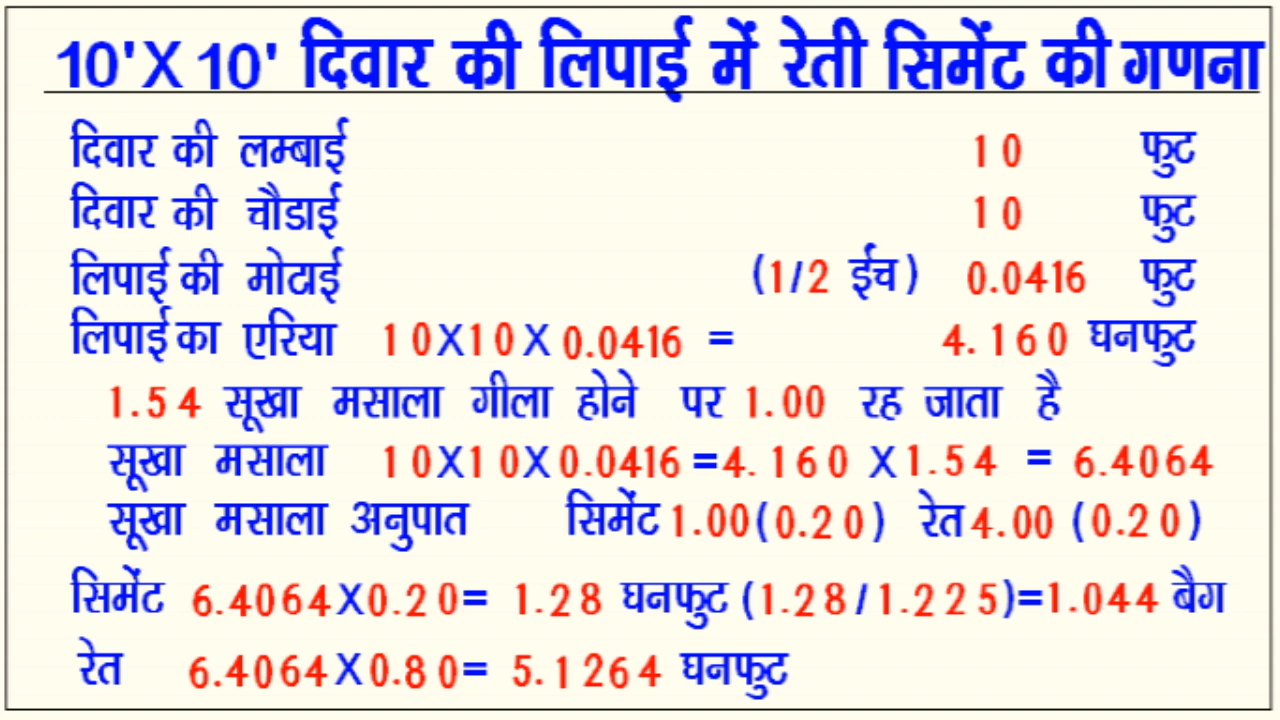 10'X 10' दिवार की लिपाई में रेती सिमेंट की गणना
दिवार की लम्बाई 10 फुट
दिवार की चौडाई 10 फुट
लिपाई की मोटाई (1/2 ईंच) 0.0416 फुट
लिपाई का एरिया 10X10X0.0416 = 4.160 घनफुट
1.54 सूखा मसाला गीला होने पर 1.00 रह जाता है
सूखा मसाला 10X10X0.0416 =4.160 X1.54 = 6.4064
सूखा मसाला अनुपात सिमेंट 1.00(0.20) रेत 4.00 (0.20)
सिमेंट 6.4064X0.20= 1.28 घनफुट (1.28/1.225)=1.044 बैग
रेत 6.4064X0.80= 5.1264 घनफुट